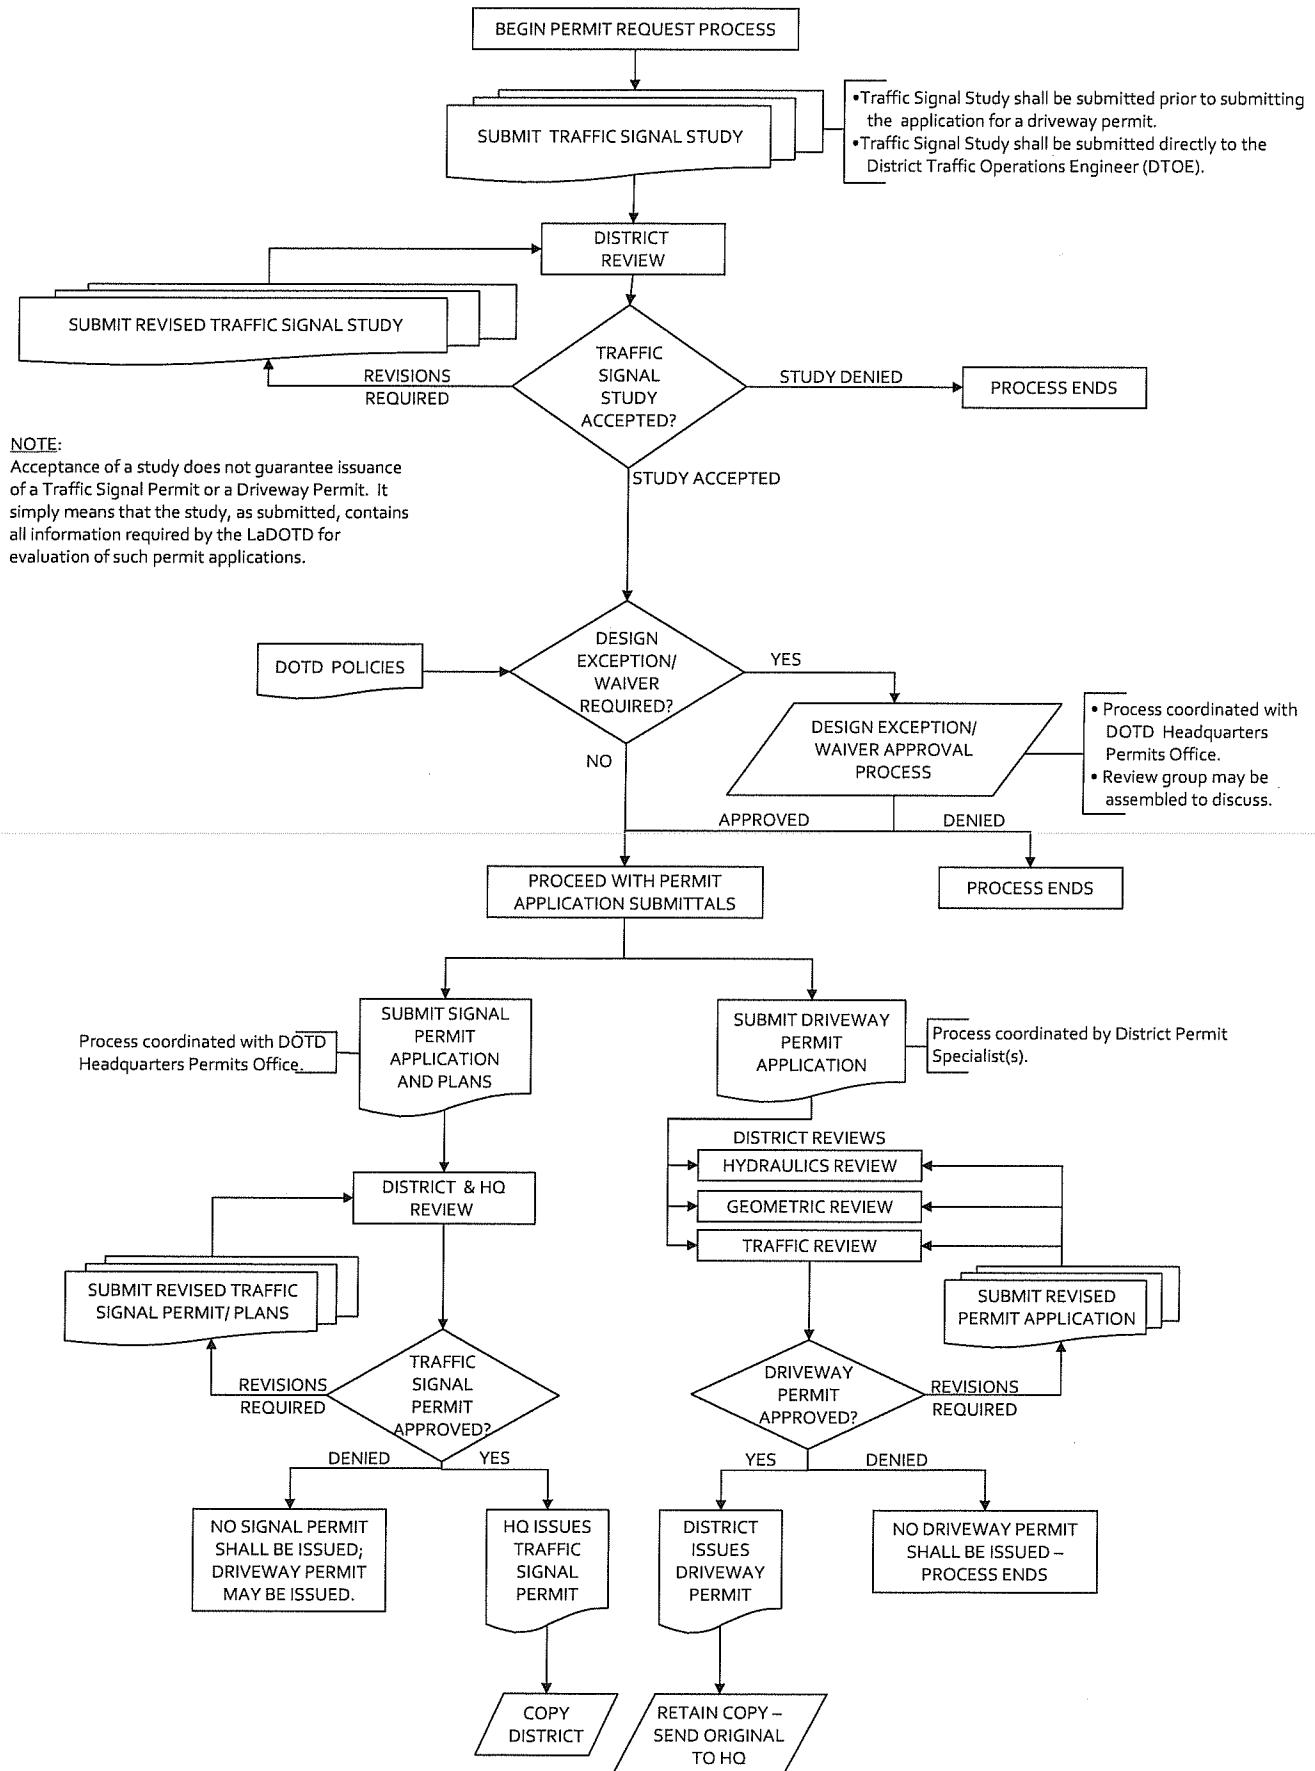 BEGIN PERMIT REQUEST PROCESS
SUBMIT TRAFFIC SIGNAL STUDY
•Traffic Signal Study shall be submitted prior to submitting
the application for a driveway permit.
•Traffic Signal Study shall be submitted directly to the
District Traffic Operations Engineer (DTOE).
DISTRICT
REVIEW
SUBMIT REVISED TRAFFIC SIGNAL STUDY
REVISIONS
REQUIRED
TRAFFIC
SIGNAL
STUDY
ACCEPTED?
STUDY DENIED
PROCESS ENDS
NOTE:
Acceptance of a study does not guarantee issuance
of a Traffic Signal Permit or a Driveway Permit. It
simply means that the study, as submitted, contains
all information required by the LaDOTD for
evaluation of such permit applications.
STUDY ACCEPTED
DOTD POLICIES
DESIGN
EXCEPTION/
WAIVER
REQUIRED?
YES
NO
DESIGN EXCEPTION/
WAIVER APPROVAL
PROCESS
• Process coordinated with
DOTD Headquarters
Permits Office.
• Review group may be
assembled to discuss.
APPROVED
DENIED
PROCEED WITH PERMIT
APPLICATION SUBMITTALS
PROCESS ENDS
Process coordinated with DOTD
Headquarters Permits Office.
SUBMIT SIGNAL
PERMIT
APPLICATION
AND PLANS
SUBMIT DRIVEWAY
PERMIT
APPLICATION
Process coordinated by District Permit
Specialist(s).
DISTRICT & HQ
REVIEW
DISTRICT REVIEWS
HYDRAULICS REVIEW
GEOMETRIC REVIEW
TRAFFIC REVIEW
SUBMIT REVISED TRAFFIC
SIGNAL PERMIT/ PLANS
SUBMIT REVISED
PERMIT APPLICATION
REVISIONS
REQUIRED
TRAFFIC
SIGNAL
PERMIT
APPROVED?
DRIVEWAY
PERMIT
APPROVED?
REVISIONS
REQUIRED
DENIED
YES
YES
DENIED
NO SIGNAL PERMIT
SHALL BE ISSUED;
DRIVEWAY PERMIT
MAY BE ISSUED.
HQ ISSUES
TRAFFIC
SIGNAL
PERMIT
DISTRICT
ISSUES
DRIVEWAY
PERMIT
NO DRIVEWAY PERMIT
SHALL BE ISSUED –
PROCESS ENDS
COPY
DISTRICT
RETAIN COPY –
SEND ORIGINAL
TO HQ